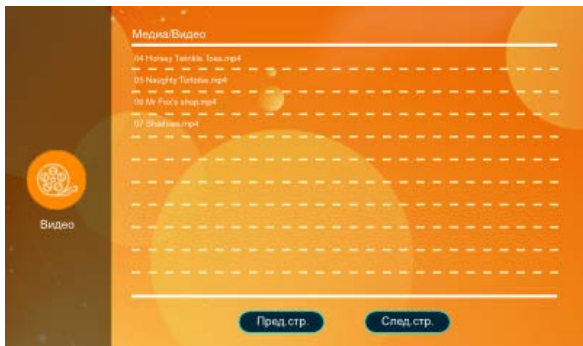 Медиа/Видео
04 Horsey Twinkle Toes.mp4
05 Naughty Tortoise.mp4
06 Mr Fox's shop.mp4
07 Shadows.mp4
Видео
Пред.стр.
След.стр.